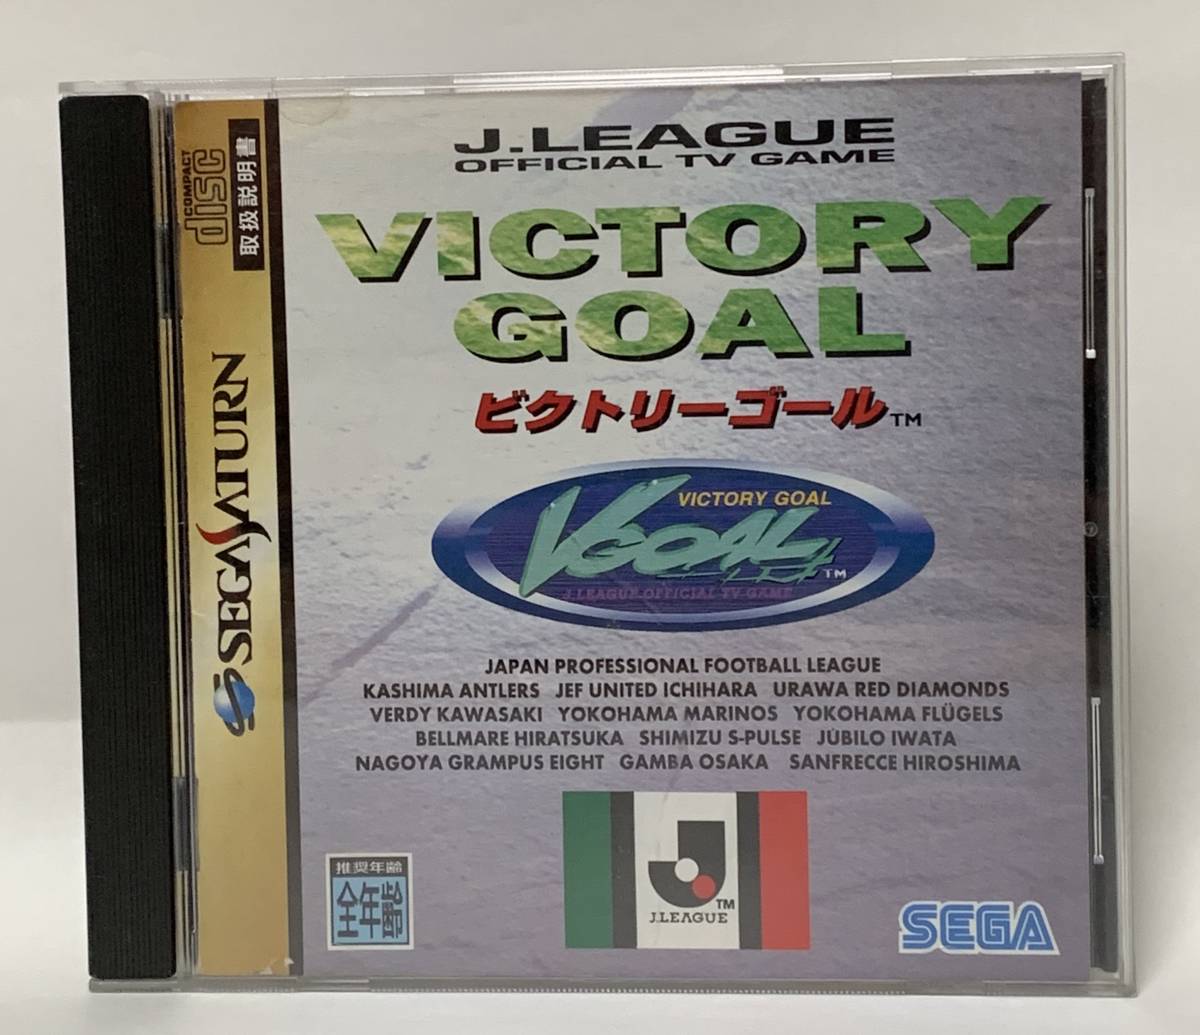 COMPACT
disc
取扱説明書
SEGA SATURN
J.LEAGUE
OFFICIAL TV GAME
VICTORY
GOAL
ビクトリーゴール™
VICTORY GOAL
VGOAL™
J.LEAGUE OFFICIAL TV GAME
JAPAN PROFESSIONAL FOOTBALL LEAGUE
KASHIMA ANTLERS JEF UNITED ICHIHARA URAWA RED DIAMONDS
VERDY KAWASAKI YOKOHAMA MARINOS YOKOHAMA FLÜGELS
BELLMARE HIRATSUKA SHIMIZU S-PULSE JÚBILO IWATA
NAGOYA GRAMPUS EIGHT GAMBA OSAKA SANFRECCE HIROSHIMA
推奨年齢
全年齢
J™
J.LEAGUE
SEGA